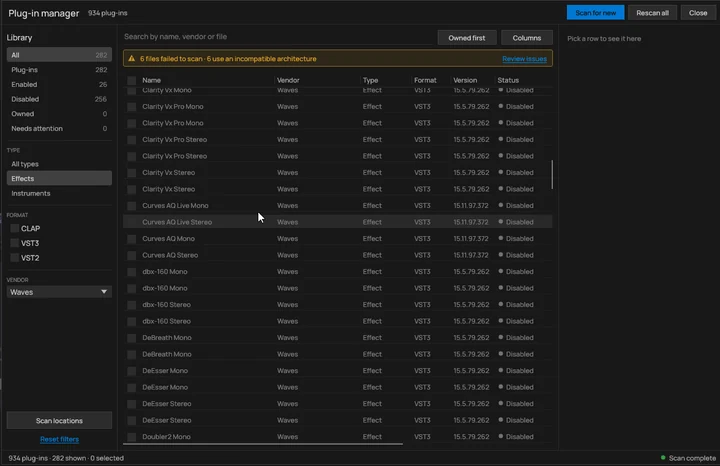 Plug-in manager 934 plug-ins Scan for new Rescan all Close
Library
All 282
Plug-ins 282
Enabled 26
Disabled 256
Owned 0
Needs attention 0
TYPE
All types
Effects
Instruments
FORMAT
CLAP
VST3
VST2
VENDOR
Waves
Scan locations
Reset filters
Search by name, vendor or file Owned first Columns
6 files failed to scan · 6 use an incompatible architecture Review issues
Name Vendor Type Format Version Status
Clarity Vx Mono Waves Effect VST3 15.5.79.262 Disabled
Clarity Vx Pro Mono Waves Effect VST3 15.5.79.262 Disabled
Clarity Vx Pro Mono Waves Effect VST3 15.5.79.262 Disabled
Clarity Vx Pro Stereo Waves Effect VST3 15.5.79.262 Disabled
Clarity Vx Pro Stereo Waves Effect VST3 15.5.79.262 Disabled
Clarity Vx Stereo Waves Effect VST3 15.5.79.262 Disabled
Clarity Vx Stereo Waves Effect VST3 15.5.79.262 Disabled
Curves AQ Live Mono Waves Effect VST3 15.11.97.372 Disabled
Curves AQ Live Stereo Waves Effect VST3 15.11.97.372 Disabled
Curves AQ Mono Waves Effect VST3 15.11.97.372 Disabled
Curves AQ Stereo Waves Effect VST3 15.11.97.372 Disabled
dbx-160 Mono Waves Effect VST3 15.5.79.262 Disabled
dbx-160 Mono Waves Effect VST3 15.5.79.262 Disabled
dbx-160 Stereo Waves Effect VST3 15.5.79.262 Disabled
dbx-160 Stereo Waves Effect VST3 15.5.79.262 Disabled
DeBreath Mono Waves Effect VST3 15.5.79.262 Disabled
DeBreath Mono Waves Effect VST3 15.5.79.262 Disabled
DeEsser Mono Waves Effect VST3 15.5.79.262 Disabled
DeEsser Mono Waves Effect VST3 15.5.79.262 Disabled
DeEsser Stereo Waves Effect VST3 15.5.79.262 Disabled
DeEsser Stereo Waves Effect VST3 15.5.79.262 Disabled
Doubler2 Mono Waves Effect VST3 15.5.79.262 Disabled
Pick a row to see it here
934 plug-ins · 282 shown · 0 selected Scan complete